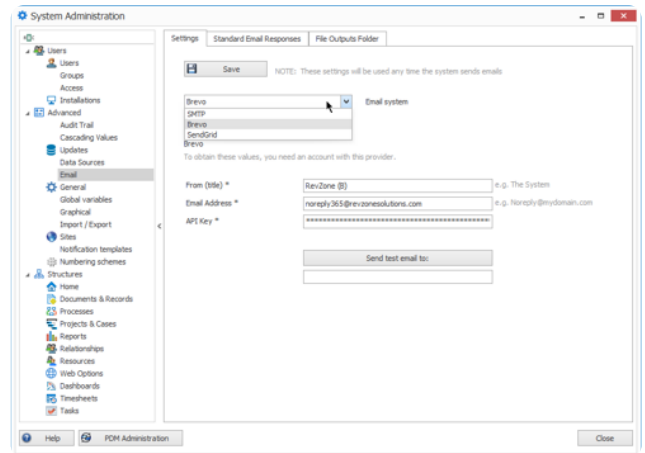 System Administration
Users
Users
Groups
Access
Installations
Advanced
Audit Trail
Cascading Values
Updates
Data Sources
Email
General
Global variables
Graphical
Import / Export
Sites
Notification templates
Numbering schemes
Structures
Home
Documents & Records
Processes
Projects & Cases
Reports
Relationships
Resources
Web Options
Dashboards
Timesheets
Tasks
Settings Standard Email Responses File Outputs Folder
Save NOTE: These settings will be used any time the system sends emails
Brevo Email system
SMTP
Brevo
SendGrid
Brevo
To obtain these values, you need an account with this provider.
From (title) * RevZone (B) e.g. The System
Email Address * noreply365@revzonesolutions.com e.g. Noreply@mydomain.com
API Key * ************************************************
Send test email to:
Help PDM Administration Close